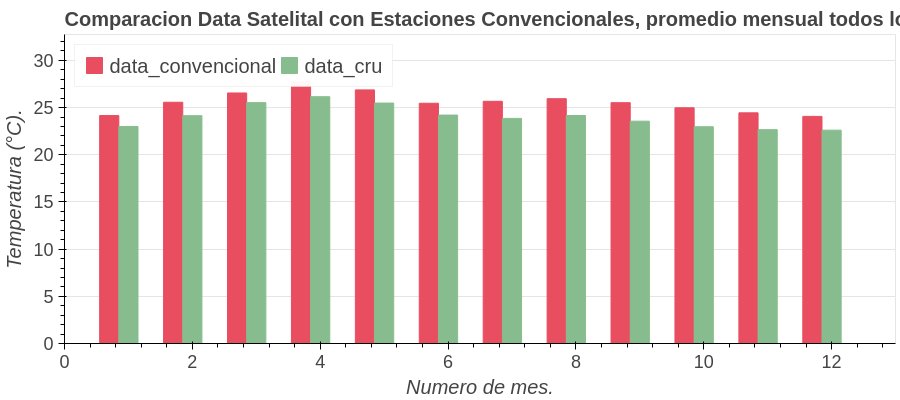 Comparacion Data Satelital con Estaciones Convencionales, promedio mensual todos
data_convencional
data_cru
Temperatura (°C).
30
25
20
15
10
5
0
0 2 4 6 8 10 12
Numero de mes.